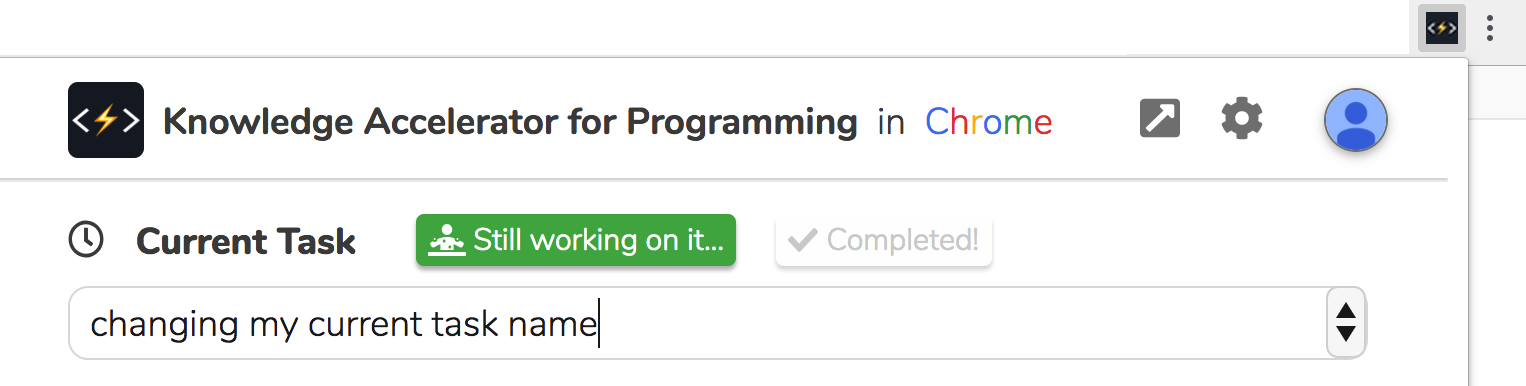 Knowledge Accelerator for Programming in Chrome
Current Task Still working on it... Completed!
changing my current task name